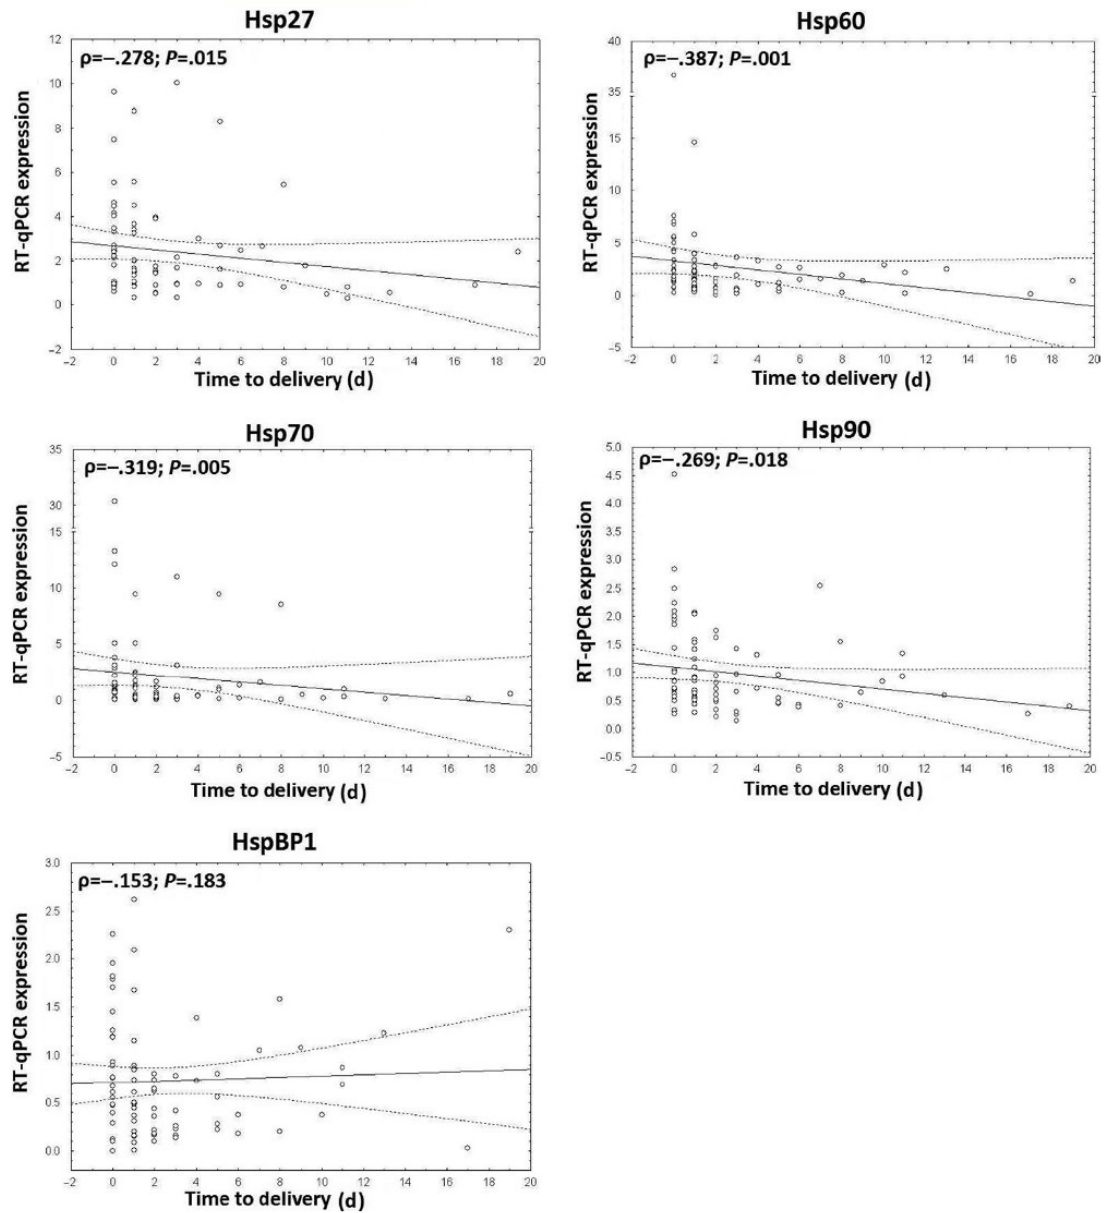 Hsp27
ρ=−.278; P=.015
RT-qPCR expression
12
10
8
6
4
2
0
−2
−2 0 2 4 6 8 10 12 14 16 18 20
Time to delivery (d)
Hsp60
ρ=−.387; P=.001
RT-qPCR expression
40
35
15
10
5
0
−5
−2 0 2 4 6 8 10 12 14 16 18 20
Time to delivery (d)
Hsp70
ρ=−.319; P=.005
RT-qPCR expression
35
30
15
10
5
0
−5
−2 0 2 4 6 8 10 12 14 16 18 20
Time to delivery (d)
Hsp90
ρ=−.269; P=.018
RT-qPCR expression
5.0
4.5
4.0
3.5
3.0
2.5
2.0
1.5
1.0
0.5
0.0
−0.5
−2 0 2 4 6 8 10 12 14 16 18 20
Time to delivery (d)
HspBP1
ρ=−.153; P=.183
RT-qPCR expression
3.0
2.5
2.0
1.5
1.0
0.5
0.0
−2 0 2 4 6 8 10 12 14 16 18 20
Time to delivery (d)